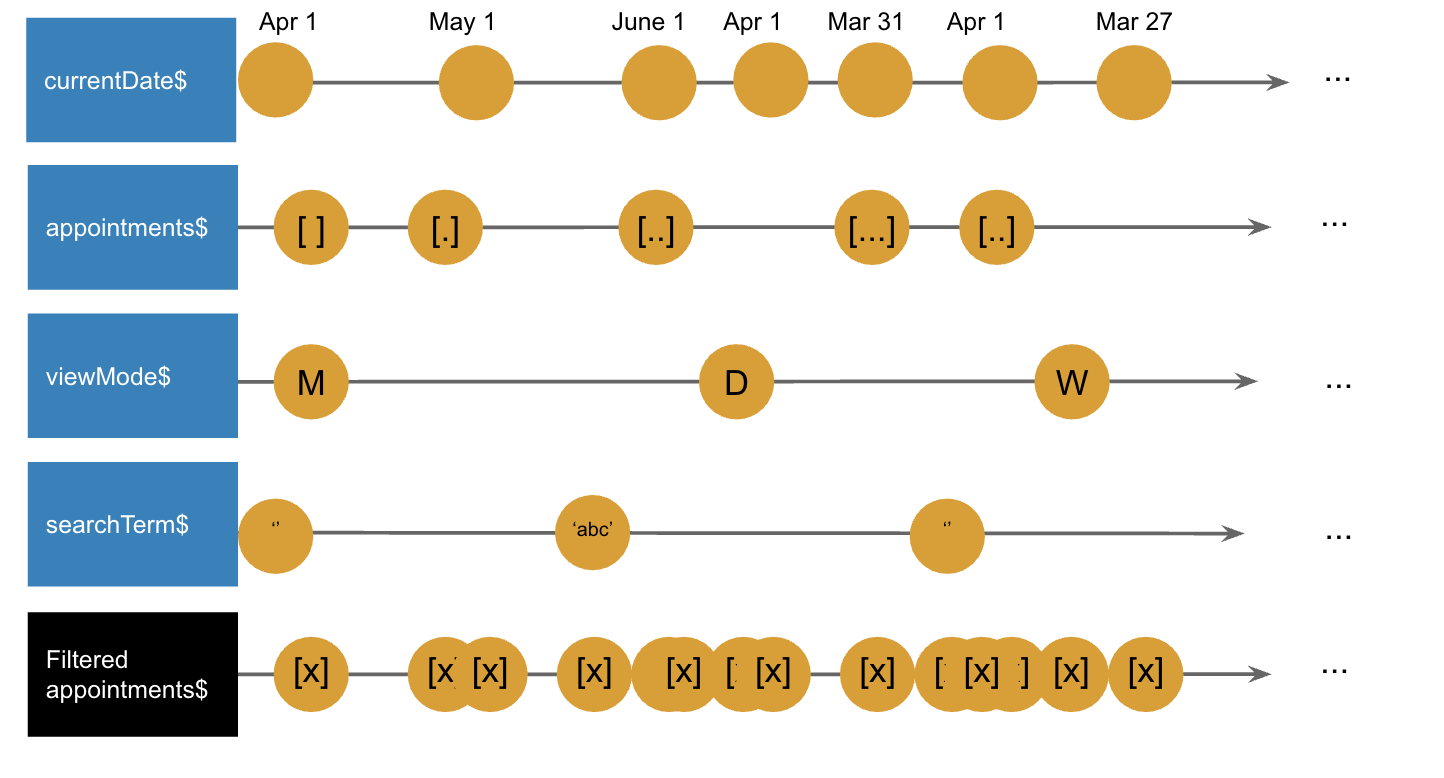 Apr 1 May 1 June 1 Apr 1 Mar 31 Apr 1 Mar 27
currentDate$ ...
appointments$ [ ] [.] [..] [...] [..] ...
viewMode$ M D W ...
searchTerm$ ‘’ ‘abc’ ‘’ ...
Filtered
appointments$ [x] [x [x] [x] [x] [ [x] [x] [ [x] ] [x] [x] ...